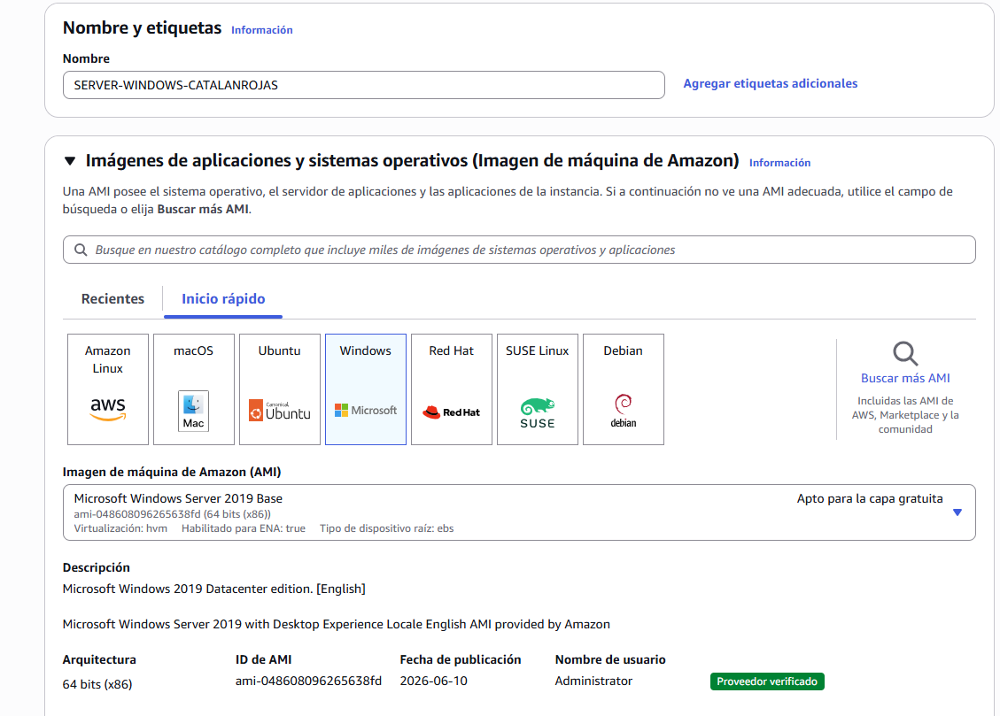 Nombre y etiquetas Información
Nombre
SERVER-WINDOWS-CATALANROJAS
Agregar etiquetas adicionales
Imágenes de aplicaciones y sistemas operativos (Imagen de máquina de Amazon) Información
Una AMI posee el sistema operativo, el servidor de aplicaciones y las aplicaciones de la instancia. Si a continuación no ve una AMI adecuada, utilice el campo de
búsqueda o elija Buscar más AMI.
Busque en nuestro catálogo completo que incluye miles de imágenes de sistemas operativos y aplicaciones
Recientes
Inicio rápido
Amazon
Linux
aws
macOS
Mac
Ubuntu
Canonical
Ubuntu
Windows
Microsoft
Red Hat
Red Hat
SUSE Linux
SUSE
Debian
debian
Buscar más AMI
Incluidas las AMI de
AWS, Marketplace y la
comunidad
Imagen de máquina de Amazon (AMI)
Microsoft Windows Server 2019 Base
Apto para la capa gratuita
ami-048608096265638fd (64 bits (x86))
Virtualización: hvm Habilitado para ENA: true Tipo de dispositivo raíz: ebs
Descripción
Microsoft Windows 2019 Datacenter edition. [English]
Microsoft Windows Server 2019 with Desktop Experience Locale English AMI provided by Amazon
Arquitectura
64 bits (x86)
ID de AMI
ami-048608096265638fd
Fecha de publicación
2026-06-10
Nombre de usuario
Administrator
Proveedor verificado